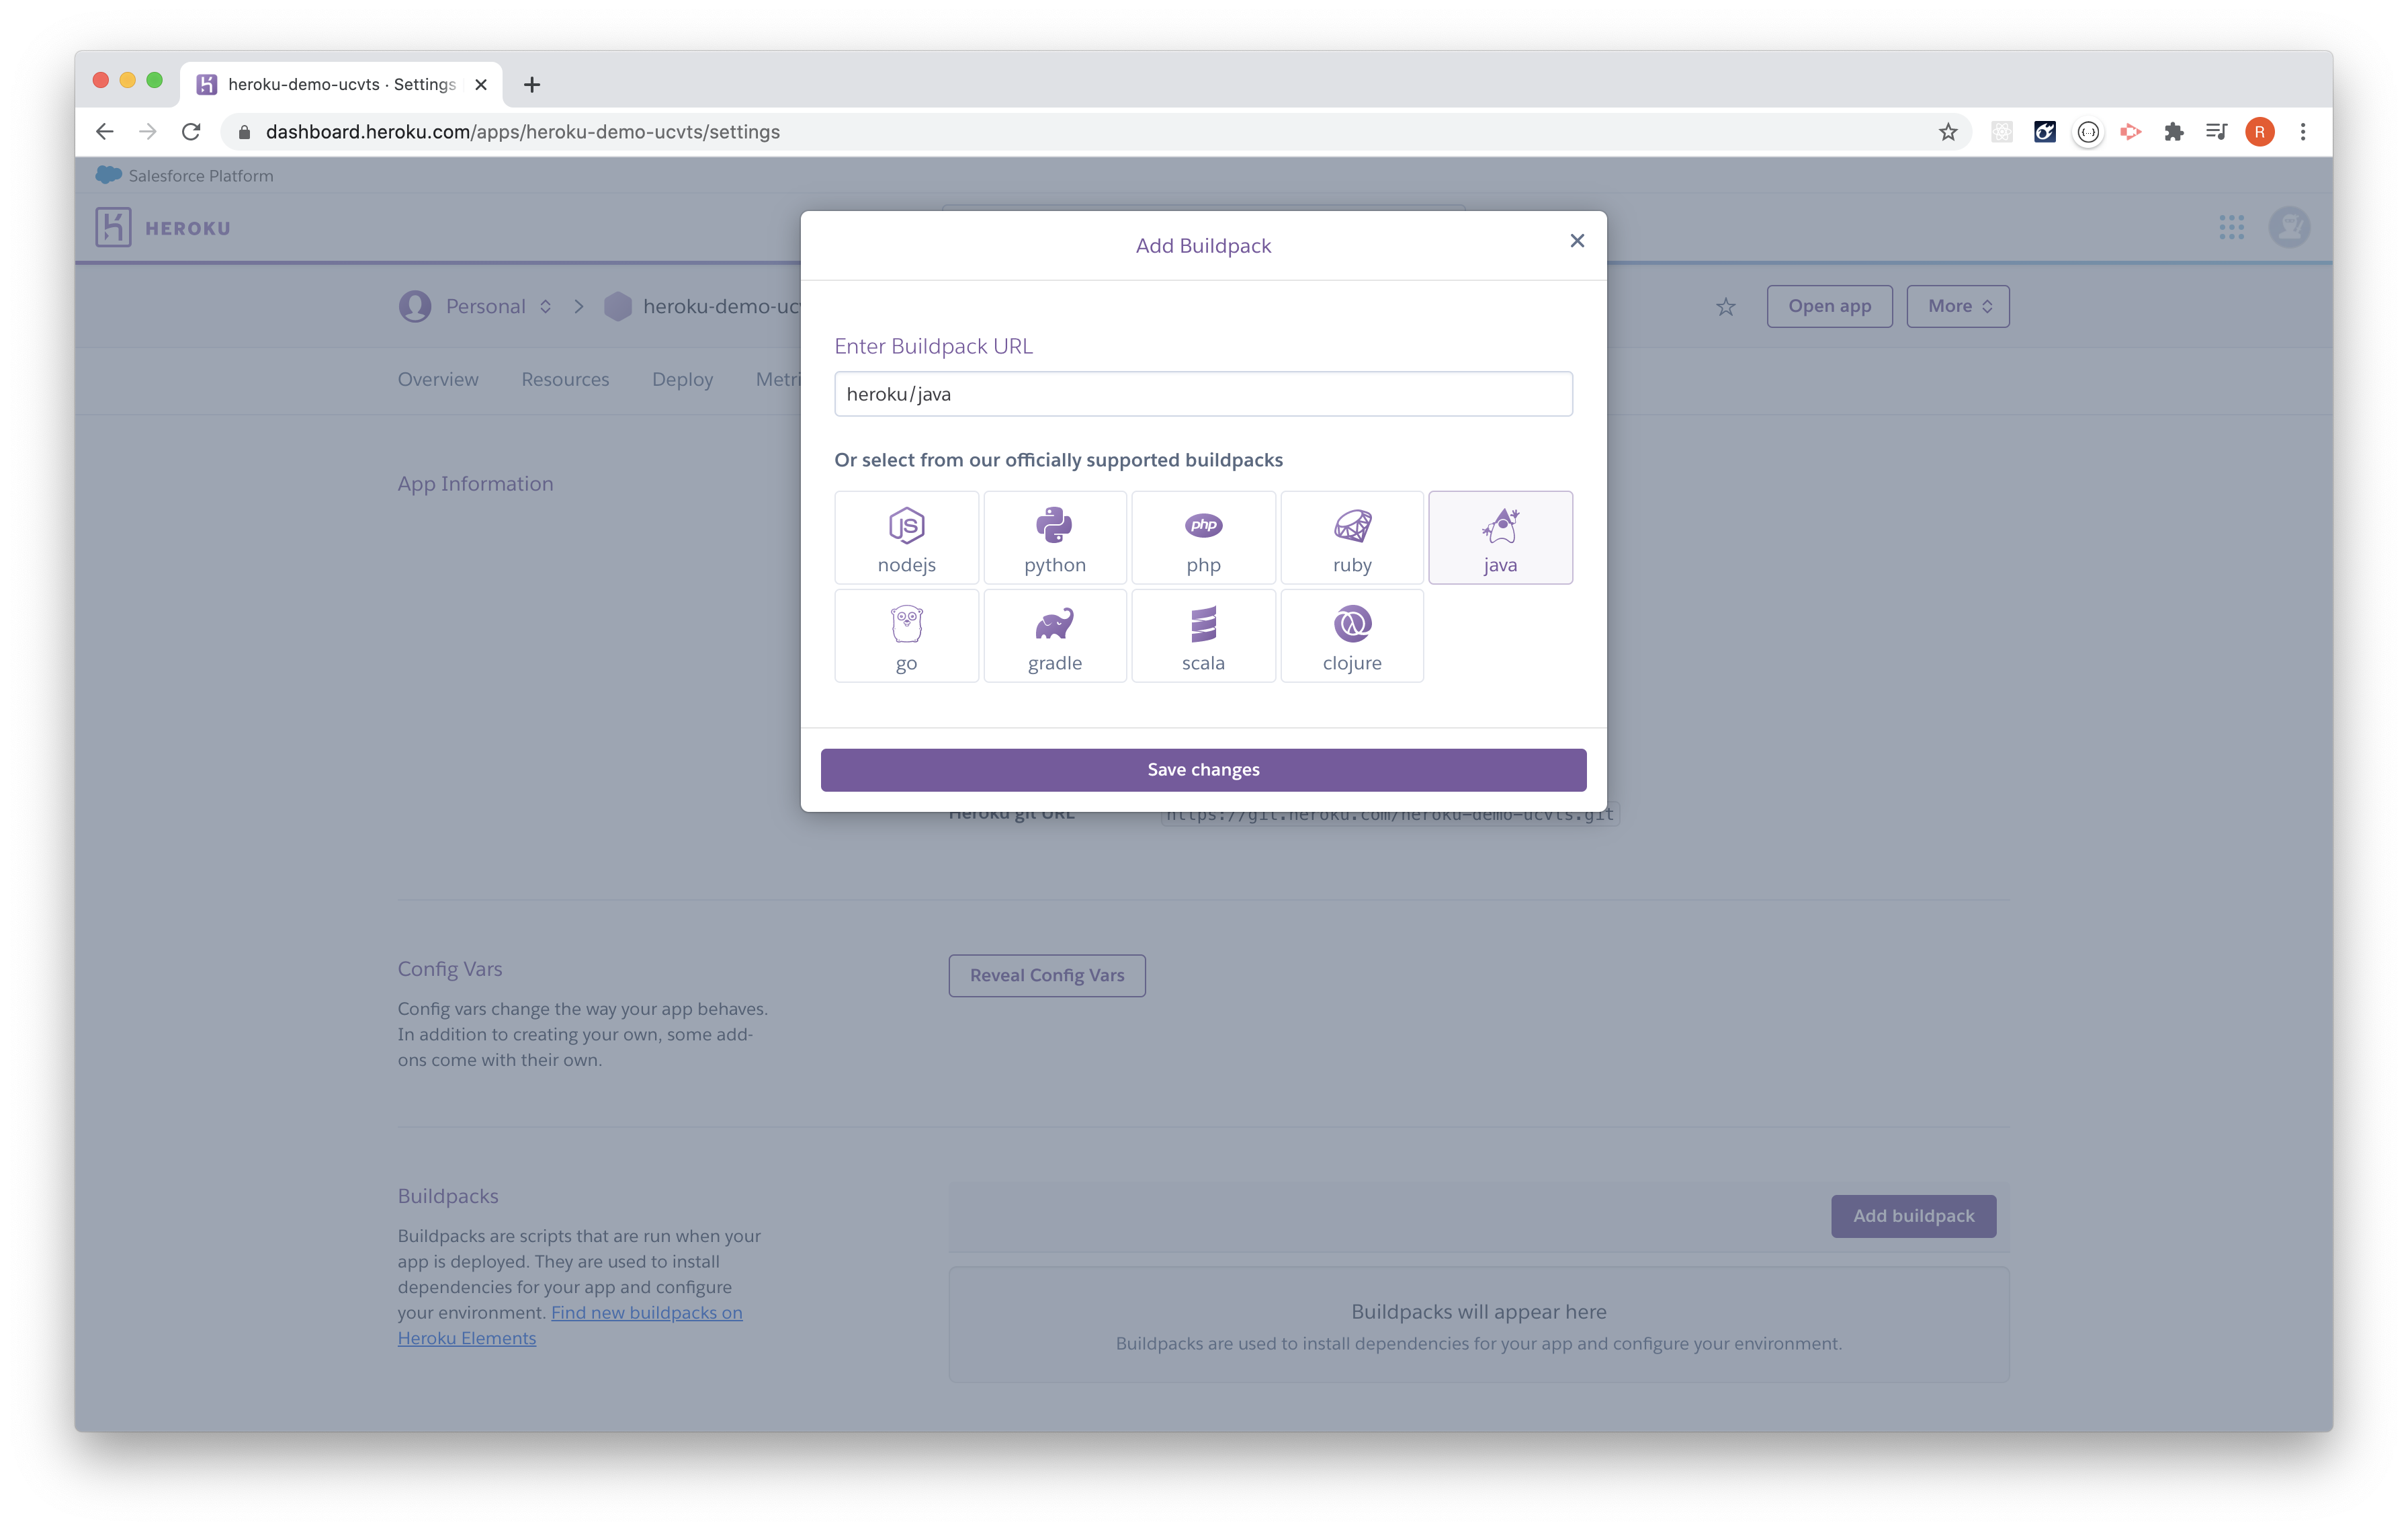 heroku-demo-ucvts · Settings
dashboard.heroku.com/apps/heroku-demo-ucvts/settings
R
Salesforce Platform
HEROKU
Add Buildpack
Personal
heroku-demo-ucv
Open app
More
Overview
Resources
Deploy
Metri
Enter Buildpack URL
heroku/java
Or select from our officially supported buildpacks
App Information
JS
php
nodejs
python
php
ruby
java
go
gradle
scala
clojure
Save changes
Heroku git URL
https://git.heroku.com/heroku-demo-ucvts.git
Config Vars
Reveal Config Vars
Config vars change the way your app behaves.
In addition to creating your own, some add-
ons come with their own.
Buildpacks
Add buildpack
Buildpacks are scripts that are run when your
app is deployed. They are used to install
dependencies for your app and configure
your environment. Find new buildpacks on
Heroku Elements
Buildpacks will appear here
Buildpacks are used to install dependencies for your app and configure your environment.